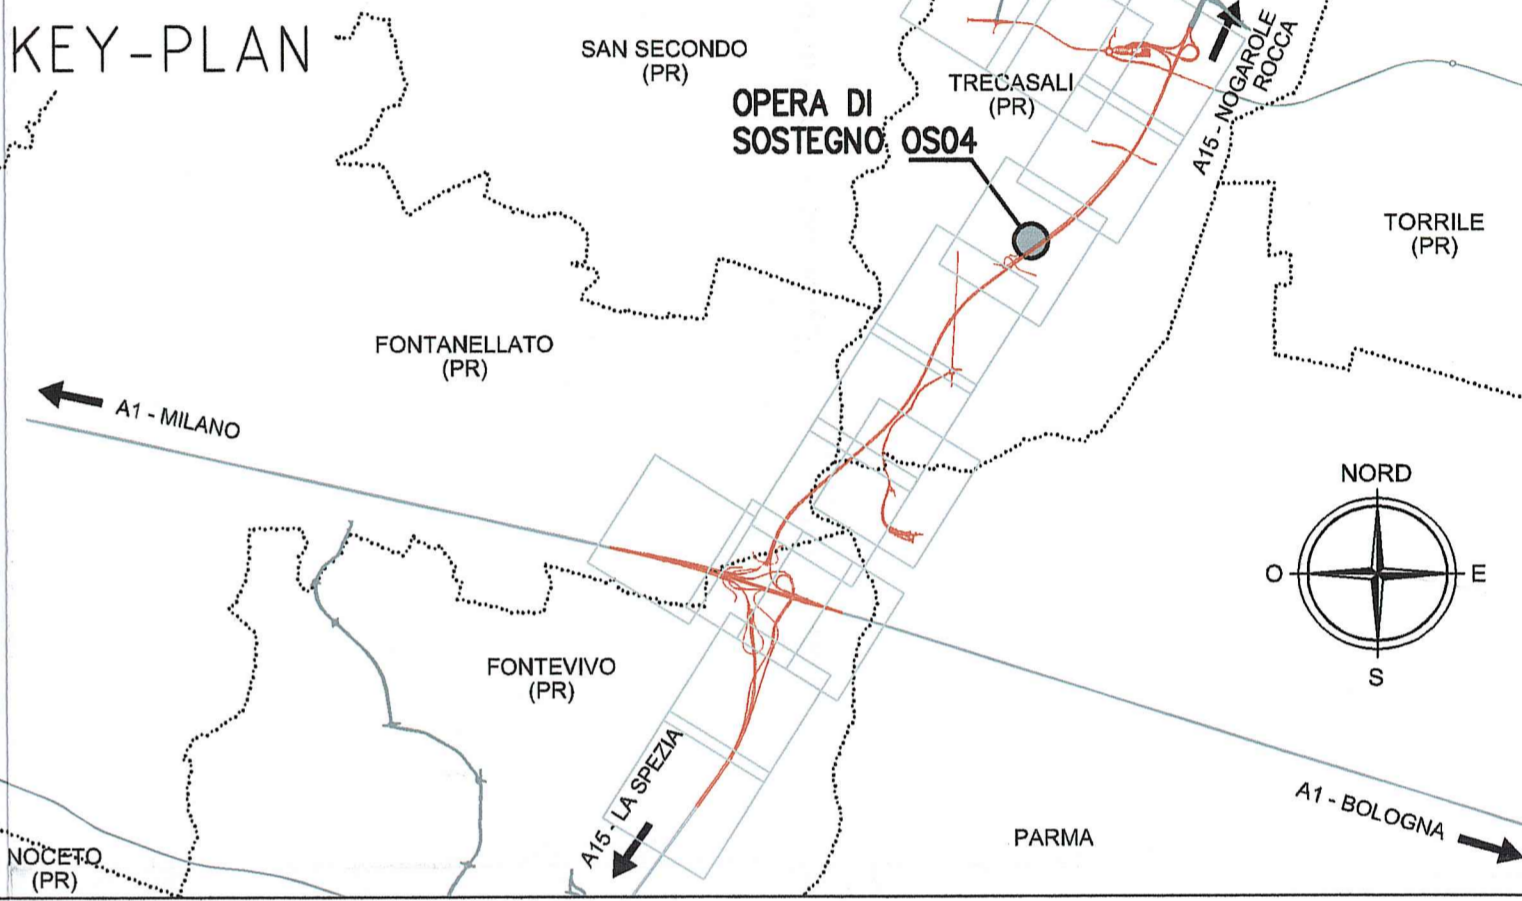 KEY-PLAN
SAN SECONDO
(PR)
OPERA DI
SOSTEGNO OS04
TRECASALI
(PR)
A15 - NOGAROLE
ROCCA
TORRILE
(PR)
FONTANELLATO
(PR)
A1 - MILANO
NORD
O
E
S
FONTEVIVO
(PR)
A15 - LA SPEZIA
A1 - BOLOGNA
PARMA
NOCETO
(PR)